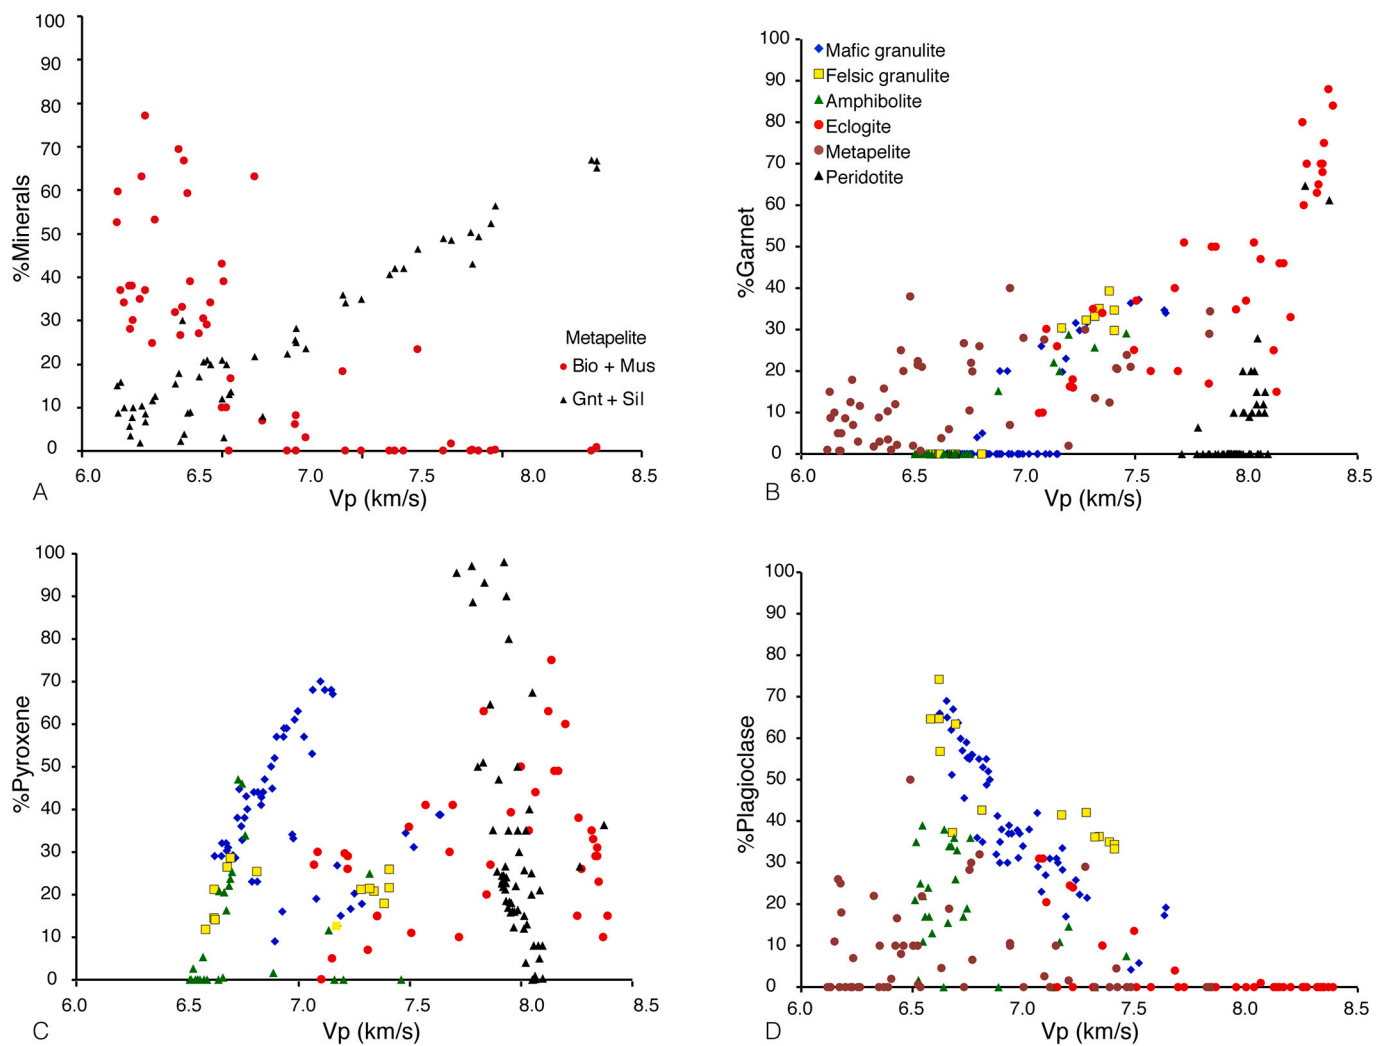 100
90
80
70
60
50
40
30
20
10
0
%Minerals
Metapelite
Bio + Mus
Gnt + Sil
6.0 6.5 7.0 7.5 8.0 8.5
Vp (km/s)
A
100
90
80
70
60
50
40
30
20
10
0
%Garnet
Mafic granulite
Felsic granulite
Amphibolite
Eclogite
Metapelite
Peridotite
6.0 6.5 7.0 7.5 8.0 8.5
Vp (km/s)
B
100
90
80
70
60
50
40
30
20
10
0
%Pyroxene
6.0 6.5 7.0 7.5 8.0 8.5
Vp (km/s)
C
100
90
80
70
60
50
40
30
20
10
0
%Plagioclase
6.0 6.5 7.0 7.5 8.0 8.5
Vp (km/s)
D